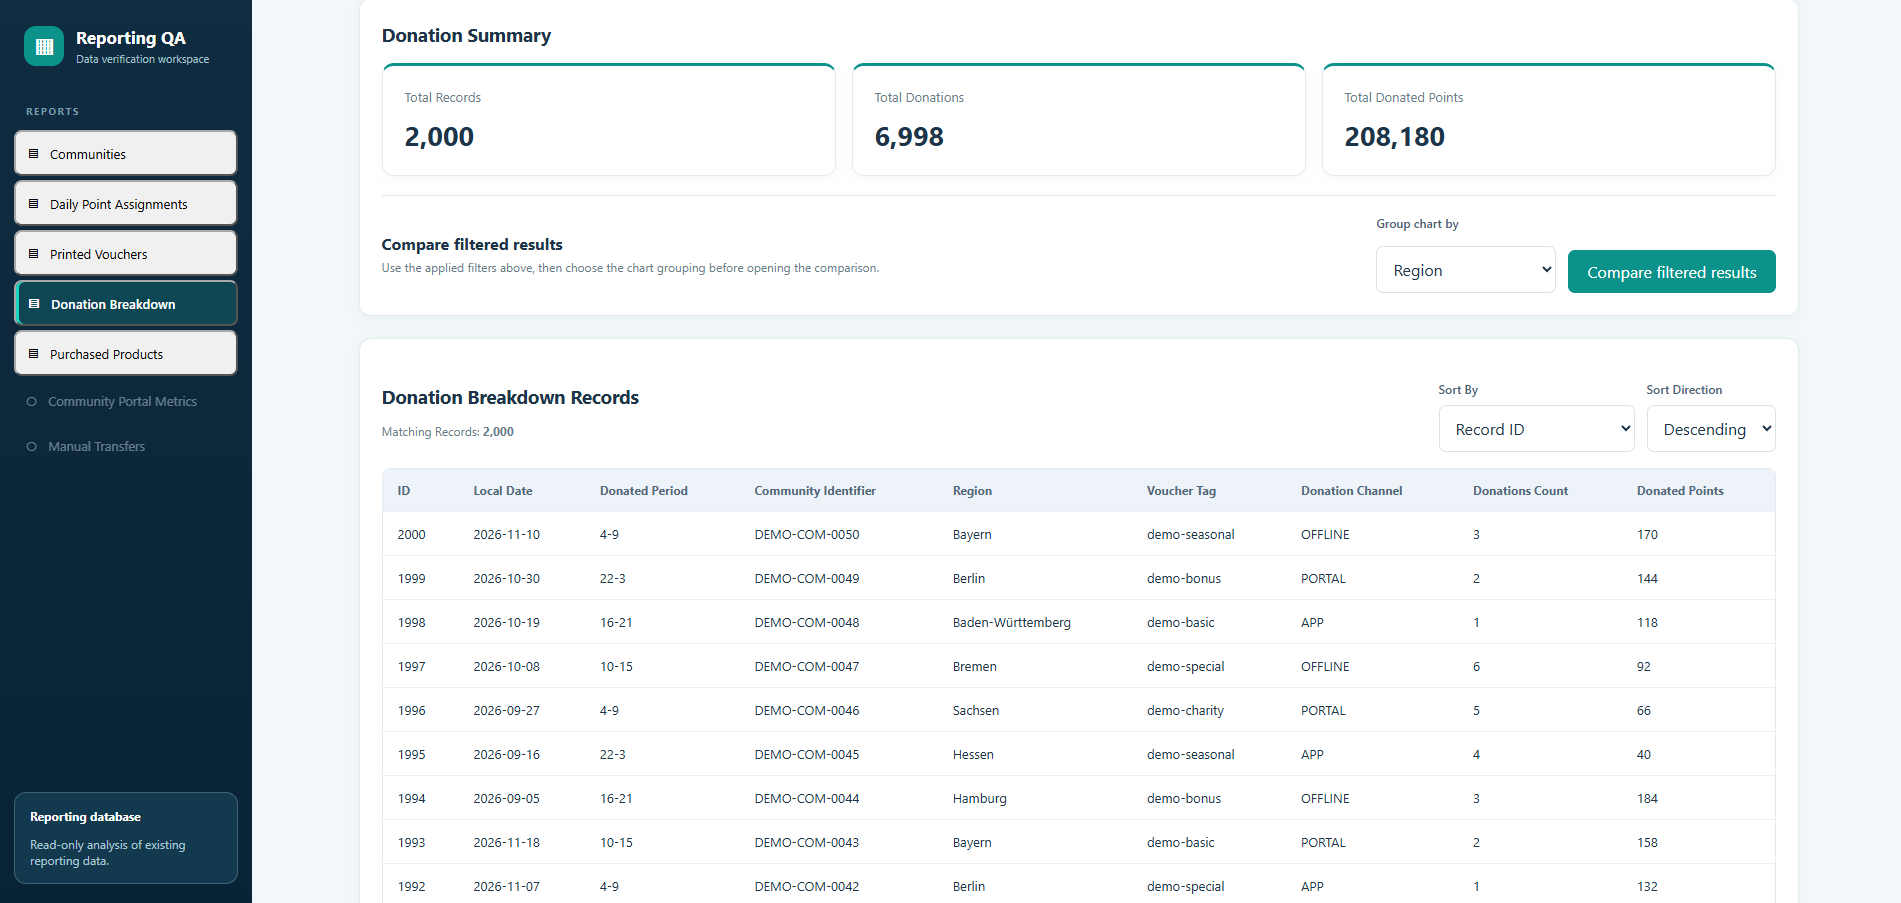 Reporting QA
Data verification workspace
REPORTS
Communities
Daily Point Assignments
Printed Vouchers
Donation Breakdown
Purchased Products
Community Portal Metrics
Manual Transfers
Reporting database
Read-only analysis of existing
reporting data.
Donation Summary
Total Records
2,000
Total Donations
6,998
Total Donated Points
208,180
Compare filtered results
Use the applied filters above, then choose the chart grouping before opening the comparison.
Group chart by
Region
Compare filtered results
Donation Breakdown Records
Matching Records: 2,000
Sort By
Record ID
Sort Direction
Descending
ID Local Date Donated Period Community Identifier Region Voucher Tag Donation Channel Donations Count Donated Points
2000 2026-11-10 4-9 DEMO-COM-0050 Bayern demo-seasonal OFFLINE 3 170
1999 2026-10-30 22-3 DEMO-COM-0049 Berlin demo-bonus PORTAL 2 144
1998 2026-10-19 16-21 DEMO-COM-0048 Baden-Württemberg demo-basic APP 1 118
1997 2026-10-08 10-15 DEMO-COM-0047 Bremen demo-special OFFLINE 6 92
1996 2026-09-27 4-9 DEMO-COM-0046 Sachsen demo-charity PORTAL 5 66
1995 2026-09-16 22-3 DEMO-COM-0045 Hessen demo-seasonal APP 4 40
1994 2026-09-05 16-21 DEMO-COM-0044 Hamburg demo-bonus OFFLINE 3 184
1993 2026-11-18 10-15 DEMO-COM-0043 Bayern demo-basic PORTAL 2 158
1992 2026-11-07 4-9 DEMO-COM-0042 Berlin demo-special APP 1 132